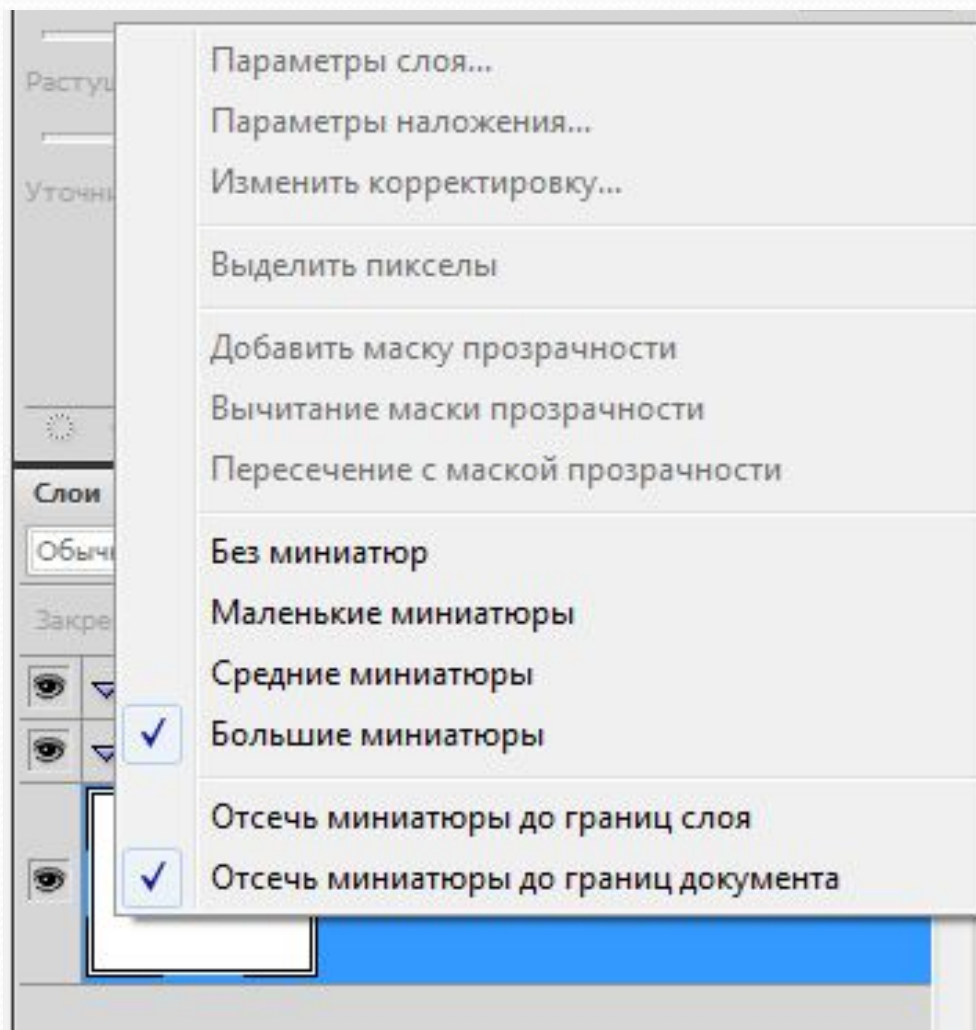 Параметры слоя...
Параметры наложения...
Изменить корректировку...
Выделить пикселы
Добавить маску прозрачности
Вычитание маски прозрачности
Пересечение с маской прозрачности
Слои
Без миниатюр
Маленькие миниатюры
Средние миниатюры
Большие миниатюры
Отсечь миниатюры до границ слоя
Отсечь миниатюры до границ документа